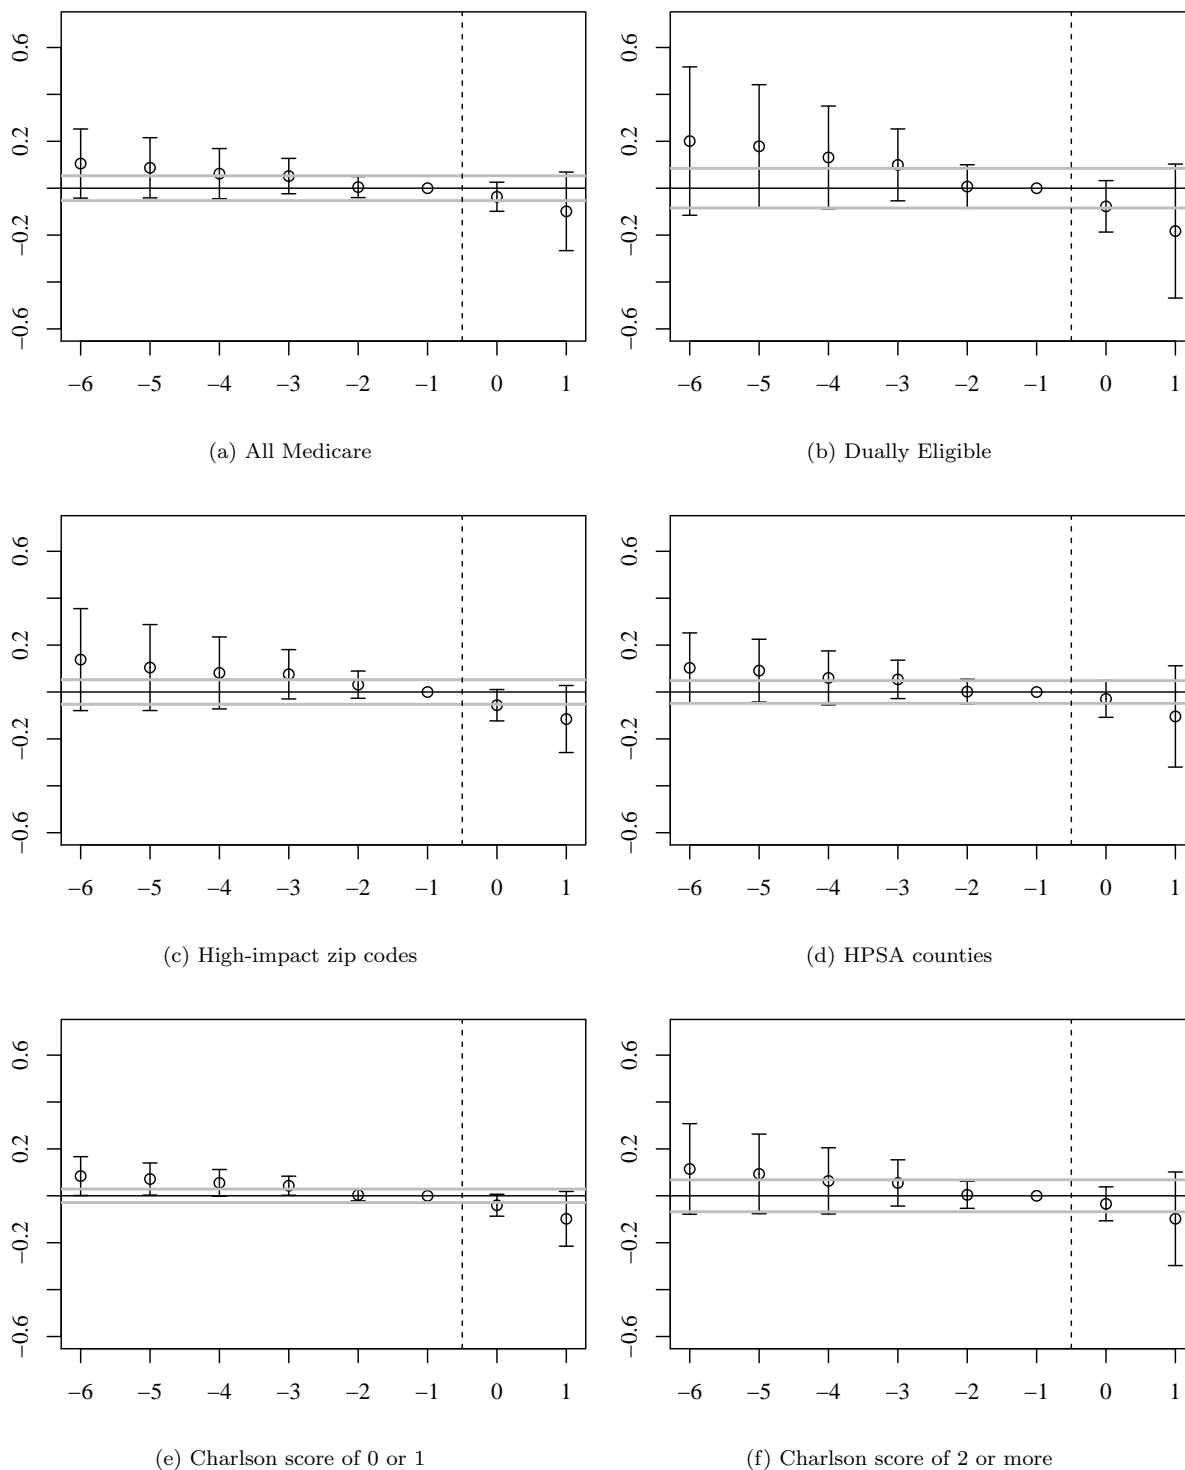 0.6
0.2
−0.2
−0.6
−6 −5 −4 −3 −2 −1 0 1
(a) All Medicare
0.6
0.2
−0.2
−0.6
−6 −5 −4 −3 −2 −1 0 1
(b) Dually Eligible
0.6
0.2
−0.2
−0.6
−6 −5 −4 −3 −2 −1 0 1
(c) High-impact zip codes
0.6
0.2
−0.2
−0.6
−6 −5 −4 −3 −2 −1 0 1
(d) HPSA counties
0.6
0.2
−0.2
−0.6
−6 −5 −4 −3 −2 −1 0 1
(e) Charlson score of 0 or 1
0.6
0.2
−0.2
−0.6
−6 −5 −4 −3 −2 −1 0 1
(f) Charlson score of 2 or more